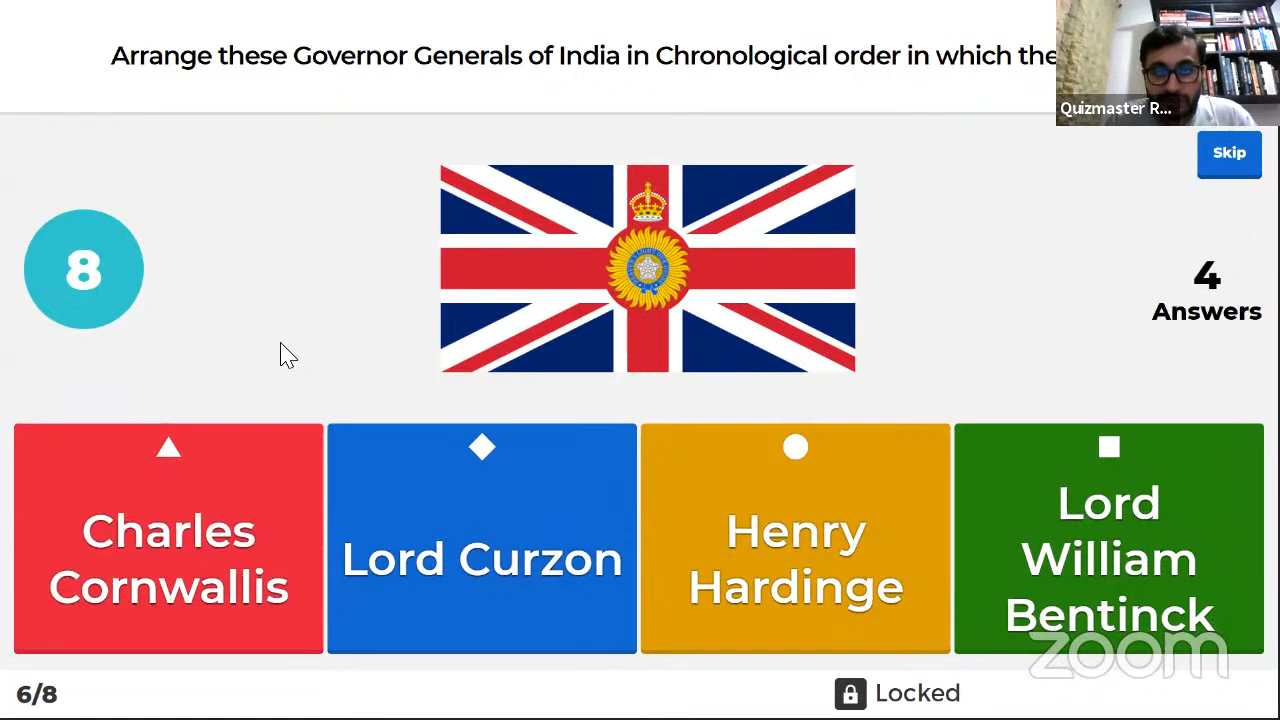 Arrange these Governor Generals of India in Chronological order in which the
Quizmaster R...
Skip
8
4
Answers
Charles
Cornwallis
Lord Curzon
Henry
Hardinge
Lord
William
Bentinck
zoom
6/8
Locked